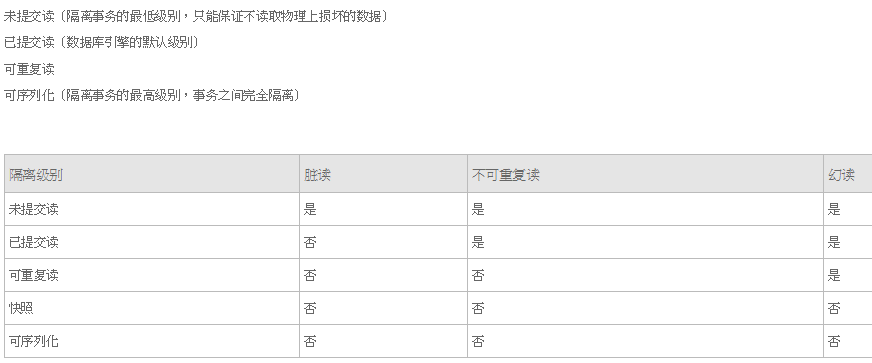 未提交读（隔离事务的最低级别，只能保证不读取物理上损坏的数据）
已提交读（数据库引擎的默认级别）
可重复读
可序列化（隔离事务的最高级别，事务之间完全隔离）
隔离级别 脏读 不可重复读 幻读
未提交读 是 是 是
已提交读 否 是 是
可重复读 否 否 是
快照 否 否 否
可序列化 否 否 否